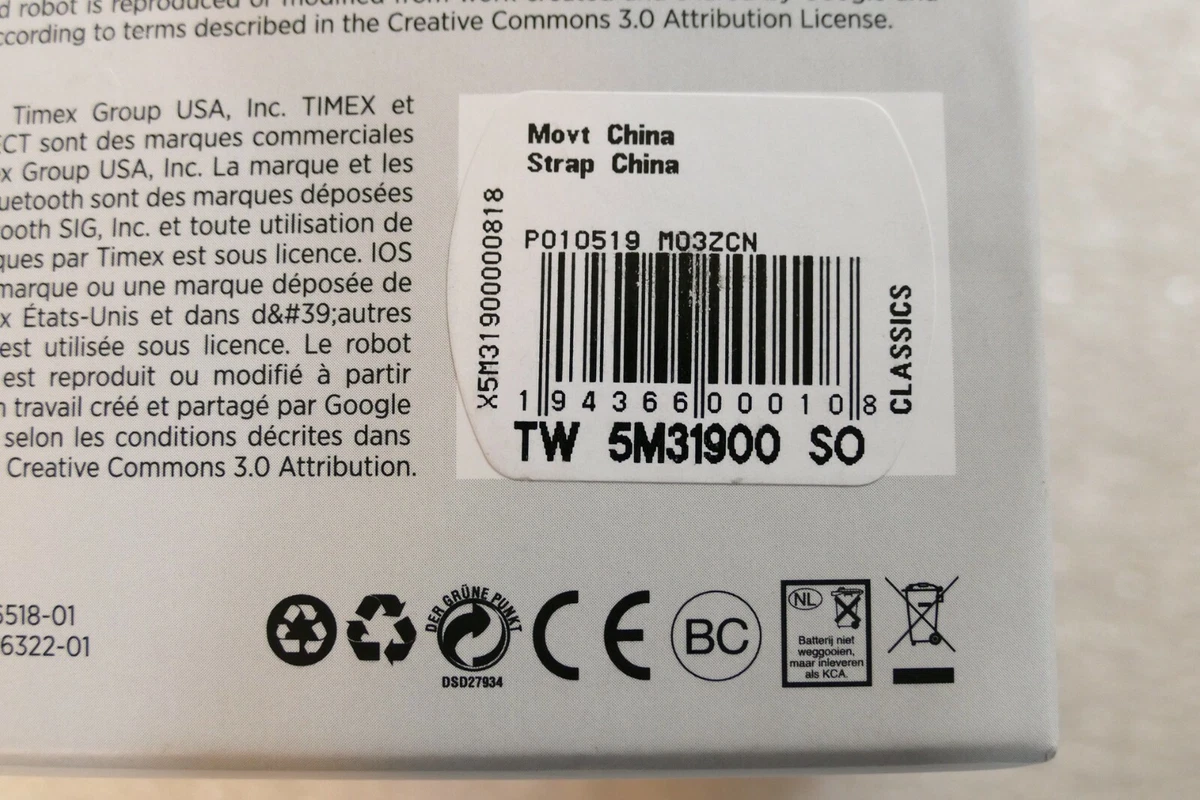 d robot is reproduced or modified from work created and shared by Google and
ccording to terms described in the Creative Commons 3.0 Attribution License.
Timex Group USA, Inc. TIMEX et
ECT sont des marques commerciales
x Group USA, Inc. La marque et les
uetooth sont des marques déposées
ooth SIG, Inc. et toute utilisation de
ques par Timex est sous licence. IOS
marque ou une marque déposée de
x États-Unis et dans d&#39;autres
est utilisée sous licence. Le robot
est reproduit ou modifié à partir
n travail créé et partagé par Google
selon les conditions décrites dans
Creative Commons 3.0 Attribution.
Movt China
Strap China
X5M319000000818
P010519 M03ZCN
1 94366 00010 8
CLASSICS
TW 5M31900 SO
6518-01
6322-01
DER GRÜNE PUNKT
DSD27934
CE
BC
NL
Batterij niet
weggooien,
maar inleveren
als KCA.